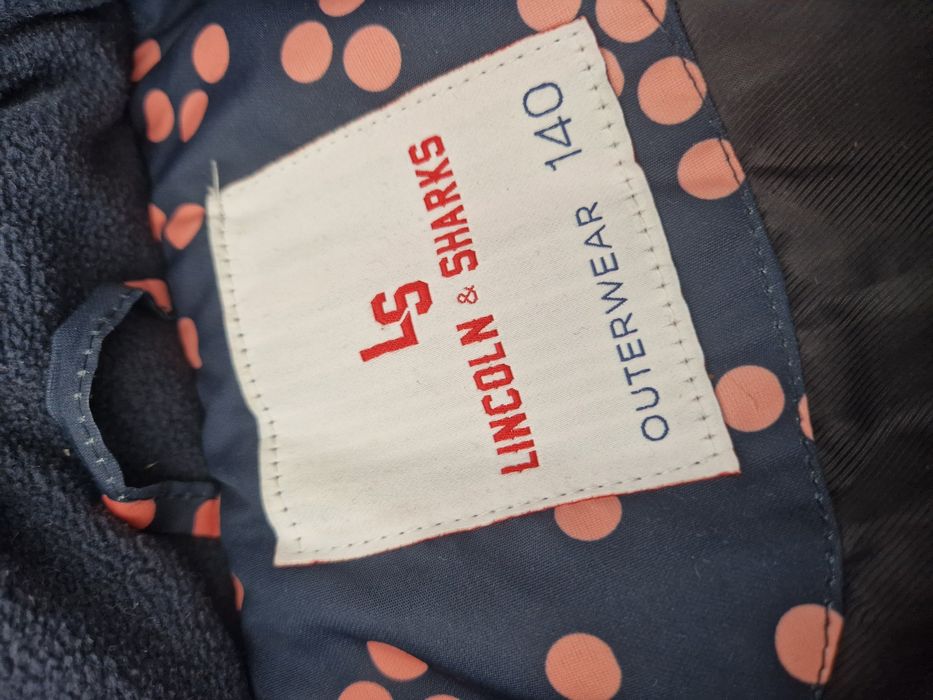 LS
LINCOLN & SHARKS
OUTERWEAR 140